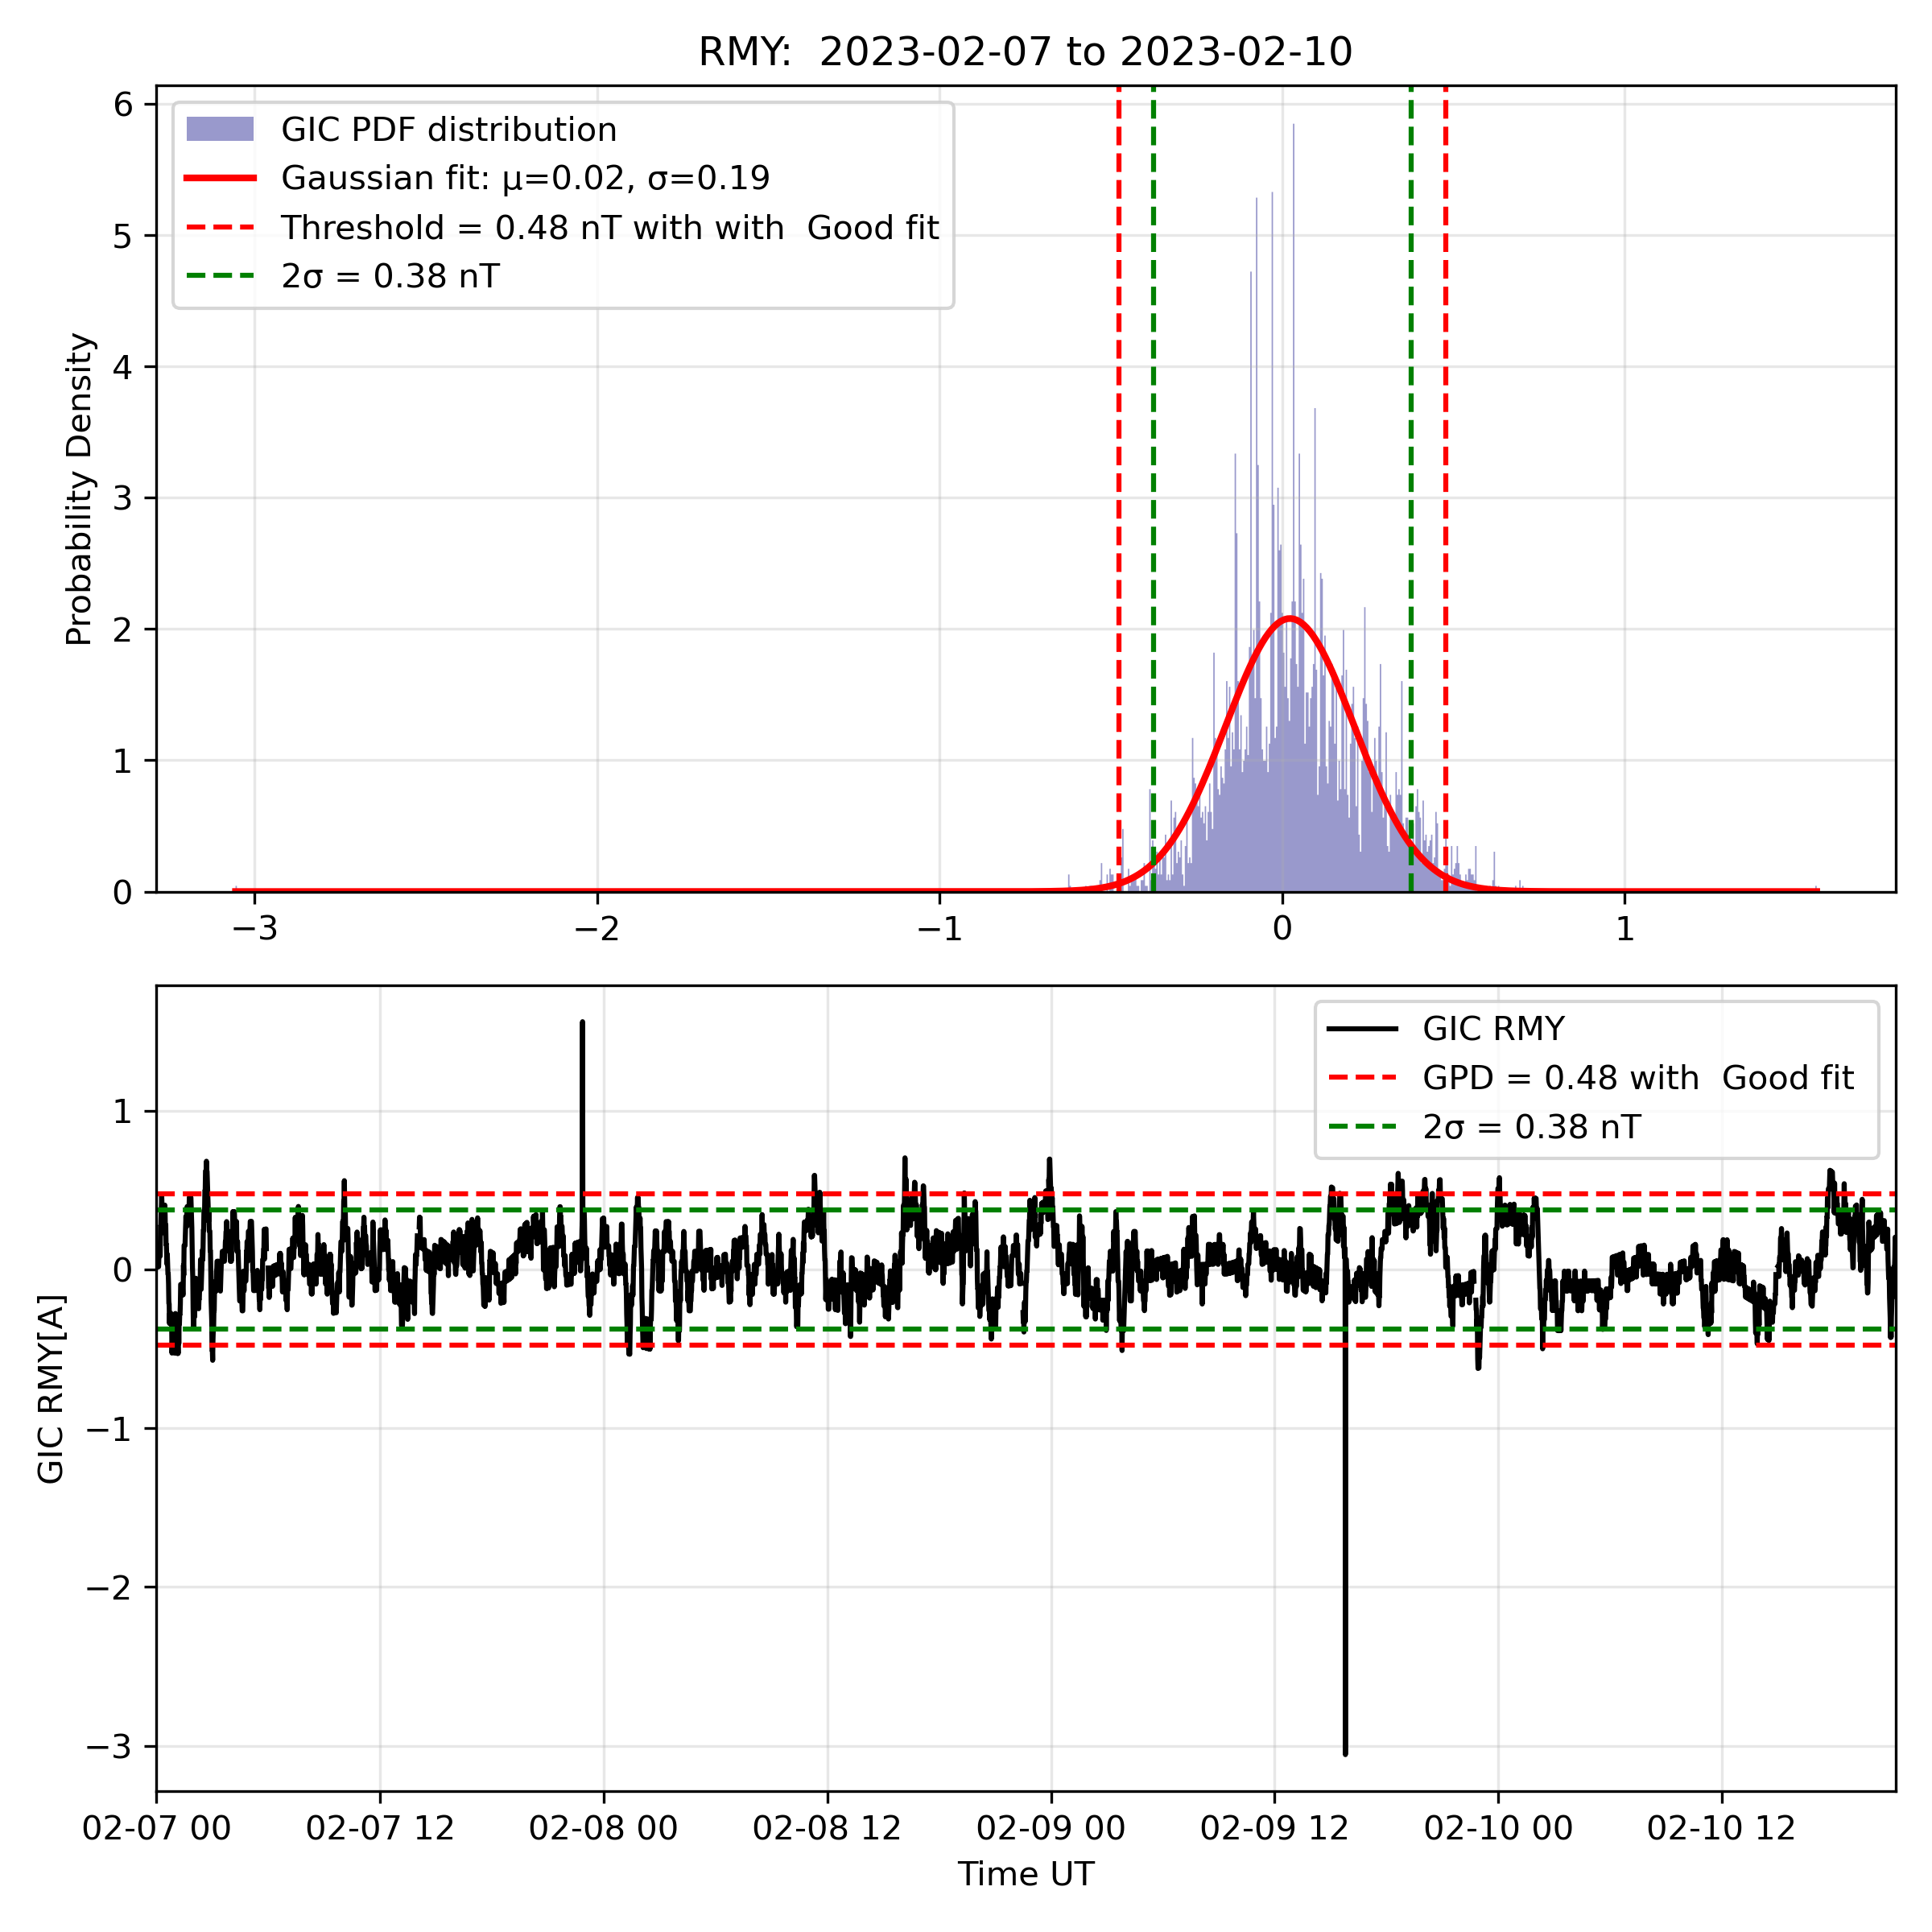 RMY:  2023-02-07 to 2023-02-10
6
5
4
3
2
1
0
Probability Density
GIC PDF distribution
Gaussian fit: μ=0.02, σ=0.19
Threshold = 0.48 nT with with  Good fit
2σ = 0.38 nT
−3
−2
−1
0
1
GIC RMY
GPD = 0.48 with  Good fit
2σ = 0.38 nT
1
0
−1
−2
−3
GIC RMY[A]
02-07 00
02-07 12
02-08 00
02-08 12
02-09 00
02-09 12
02-10 00
02-10 12
Time UT